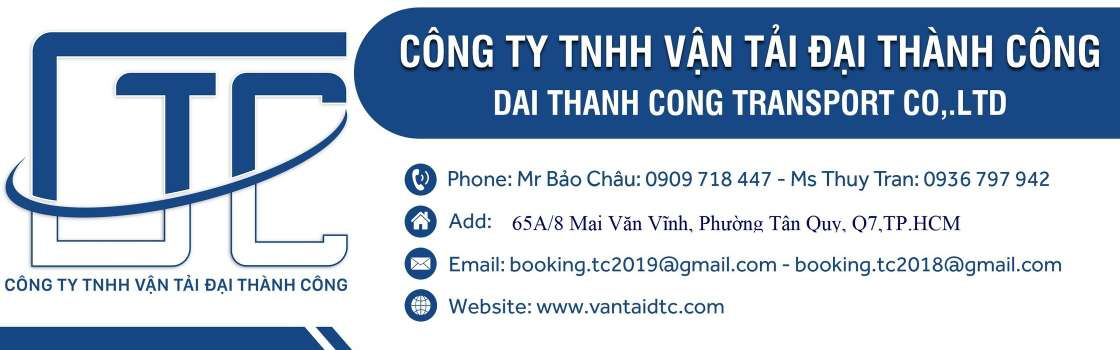 CÔNG TY TNHH VẬN TẢI ĐẠI THÀNH CÔNG
DAI THANH CONG TRANSPORT CO,.LTD
DTC
CÔNG TY TNHH VẬN TẢI ĐẠI THÀNH CÔNG
Phone: Mr Bảo Châu: 0909 718 447 - Ms Thuy Tran: 0936 797 942
Add: 65A/8 Mai Văn Vĩnh, Phường Tân Quy, Q7,TP.HCM
Email: booking.tc2019@gmail.com - booking.tc2018@gmail.com
Website: www.vantaidtc.com